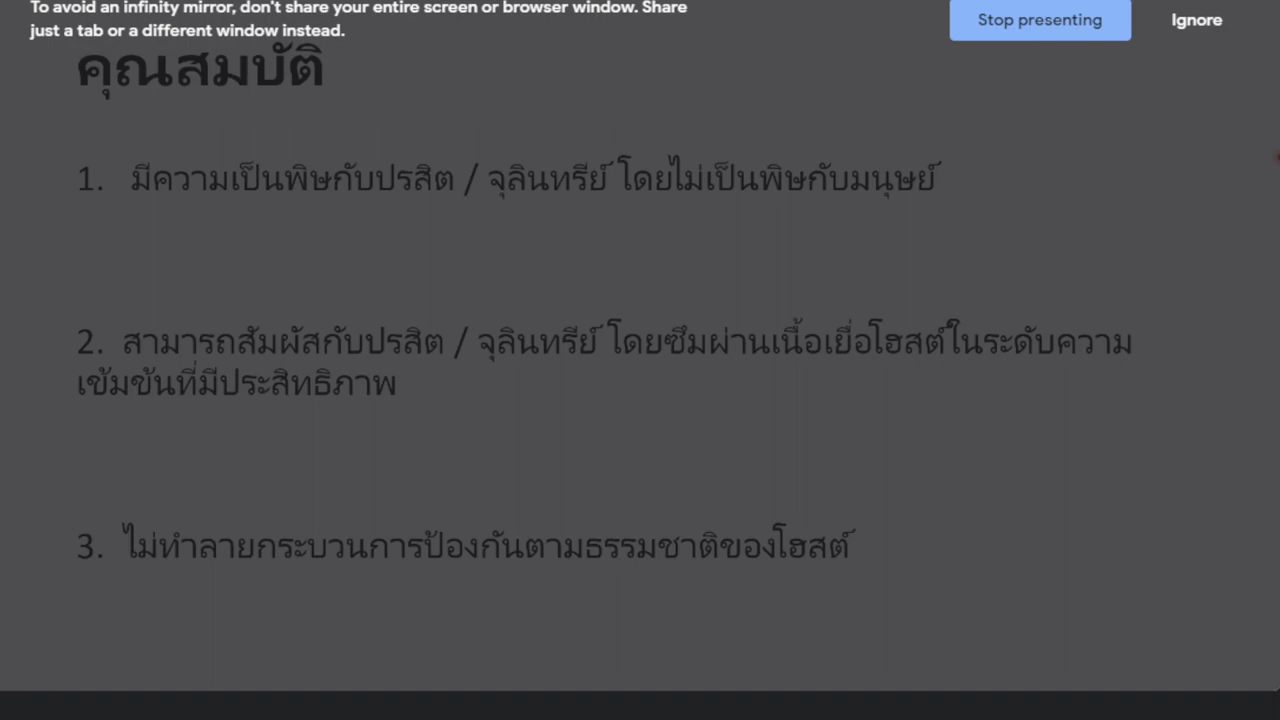 To avoid an infinity mirror, don't share your entire screen or browser window. Share
just a tab or a different window instead.
Stop presenting
Ignore
คุณสมบัติ
1. มีความเป็นพิษกับปรสิต / จุลินทรีย์ โดยไม่เป็นพิษกับมนุษย์
2. สามารถสัมผัสกับปรสิต / จุลินทรีย์ โดยซึมผ่านเนื้อเยื่อโฮสต์ในระดับความ
เข้มข้นที่มีประสิทธิภาพ
3. ไม่ทำลายกระบวนการป้องกันตามธรรมชาติของโฮสต์